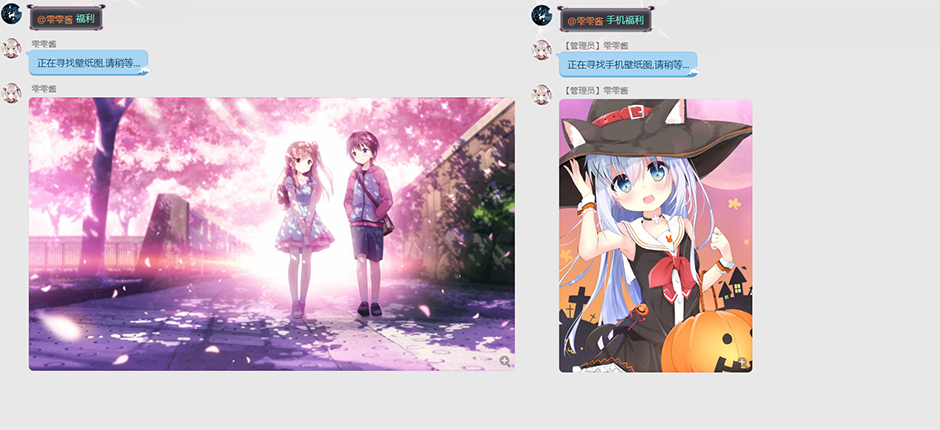 @零零酱 福利
零零酱
正在寻找壁纸图,请稍等...
零零酱
@零零酱 手机福利
【管理员】零零酱
正在寻找手机壁纸图,请稍等...
【管理员】零零酱